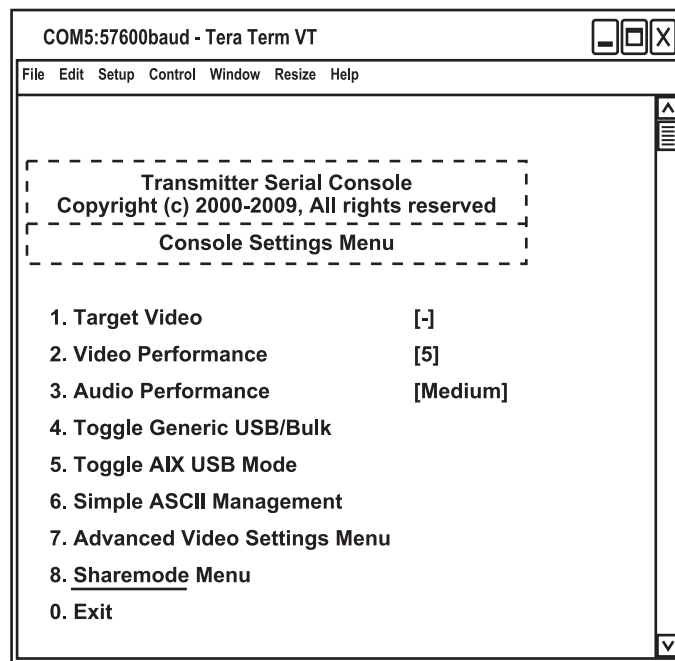 COM5:57600baud - Tera Term VT
File Edit Setup Control Window Resize Help
Transmitter Serial Console
Copyright (c) 2000-2009, All rights reserved
Console Settings Menu
1. Target Video [-]
2. Video Performance [5]
3. Audio Performance [Medium]
4. Toggle Generic USB/Bulk
5. Toggle AIX USB Mode
6. Simple ASCII Management
7. Advanced Video Settings Menu
8. Sharemode Menu
0. Exit